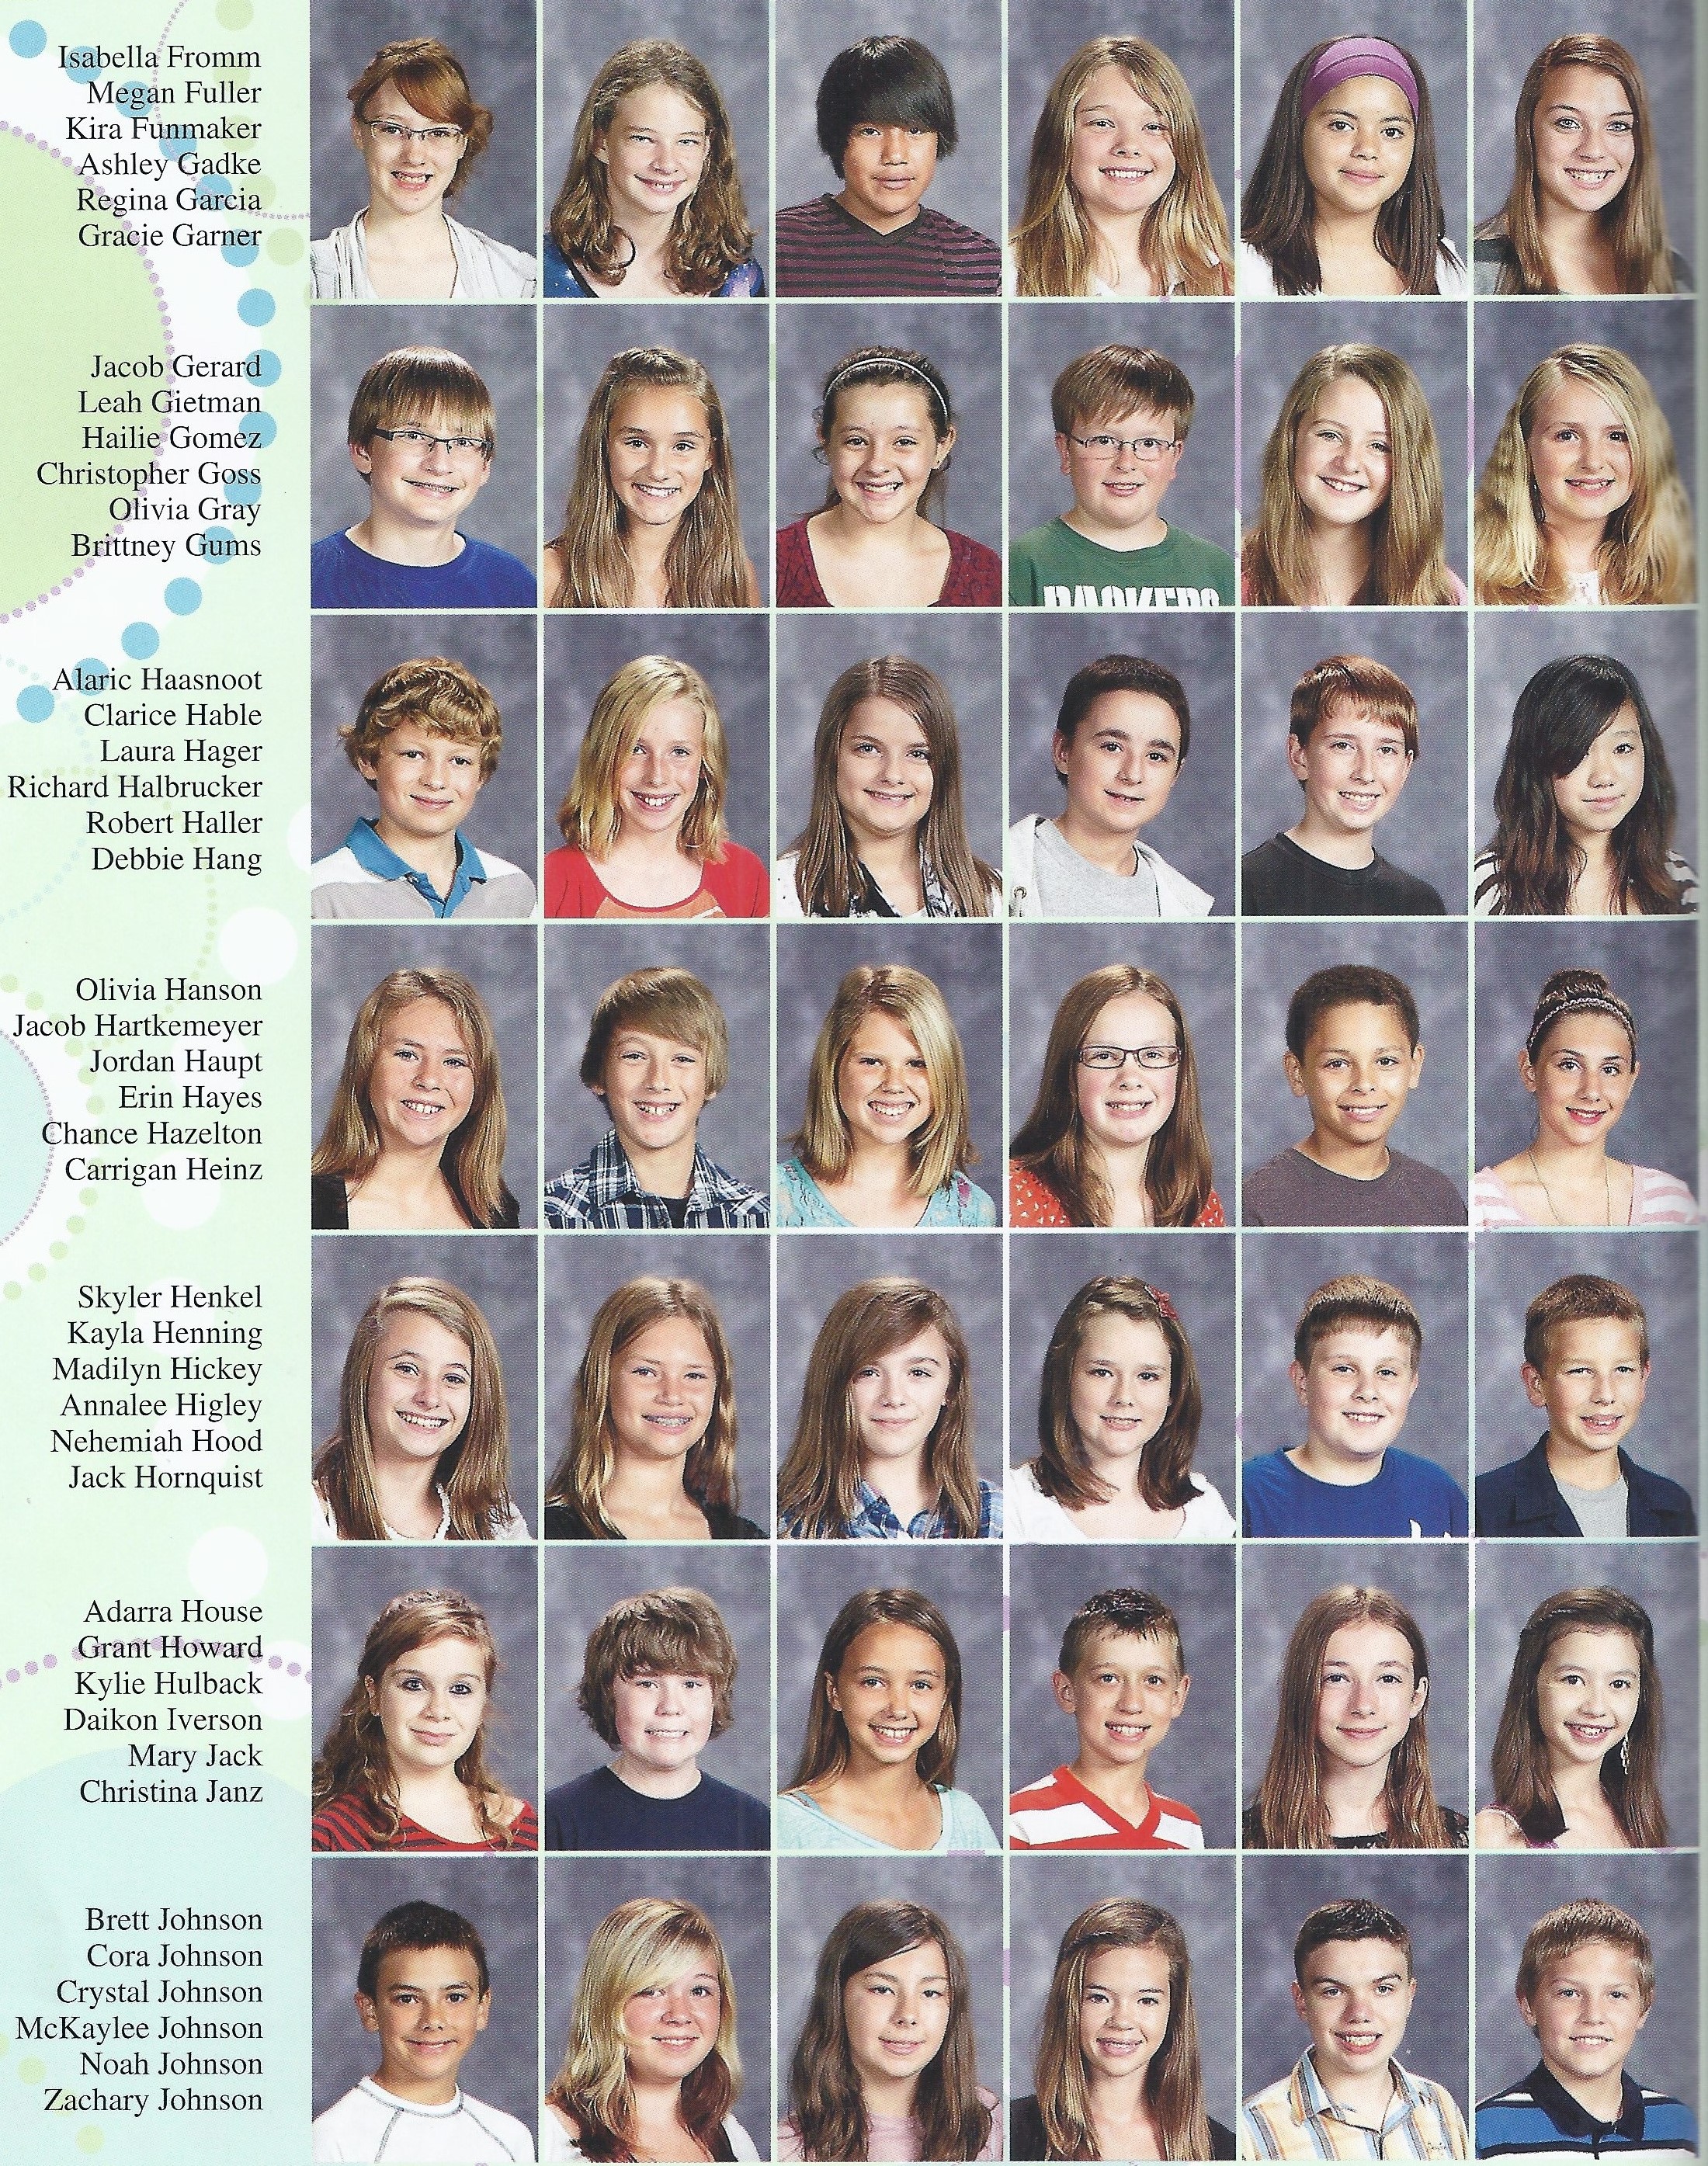 Isabella Fromm
Megan Fuller
Kira Funmaker
Ashley Gadke
Regina Garcia
Gracie Garner
Jacob Gerard
Leah Gietman
Hailie Gomez
Christopher Goss
Olivia Gray
Brittney Gums
PACKERS
Alaric Haasnoot
Clarice Hable
Laura Hager
Richard Halbrucker
Robert Haller
Debbie Hang
Olivia Hanson
Jacob Hartkemeyer
Jordan Haupt
Erin Hayes
Chance Hazelton
Carrigan Heinz
Skyler Henkel
Kayla Henning
Madilyn Hickey
Annalee Higley
Nehemiah Hood
Jack Hornquist
Adarra House
Grant Howard
Kylie Hulback
Daikon Iverson
Mary Jack
Christina Janz
Brett Johnson
Cora Johnson
Crystal Johnson
McKaylee Johnson
Noah Johnson
Zachary Johnson